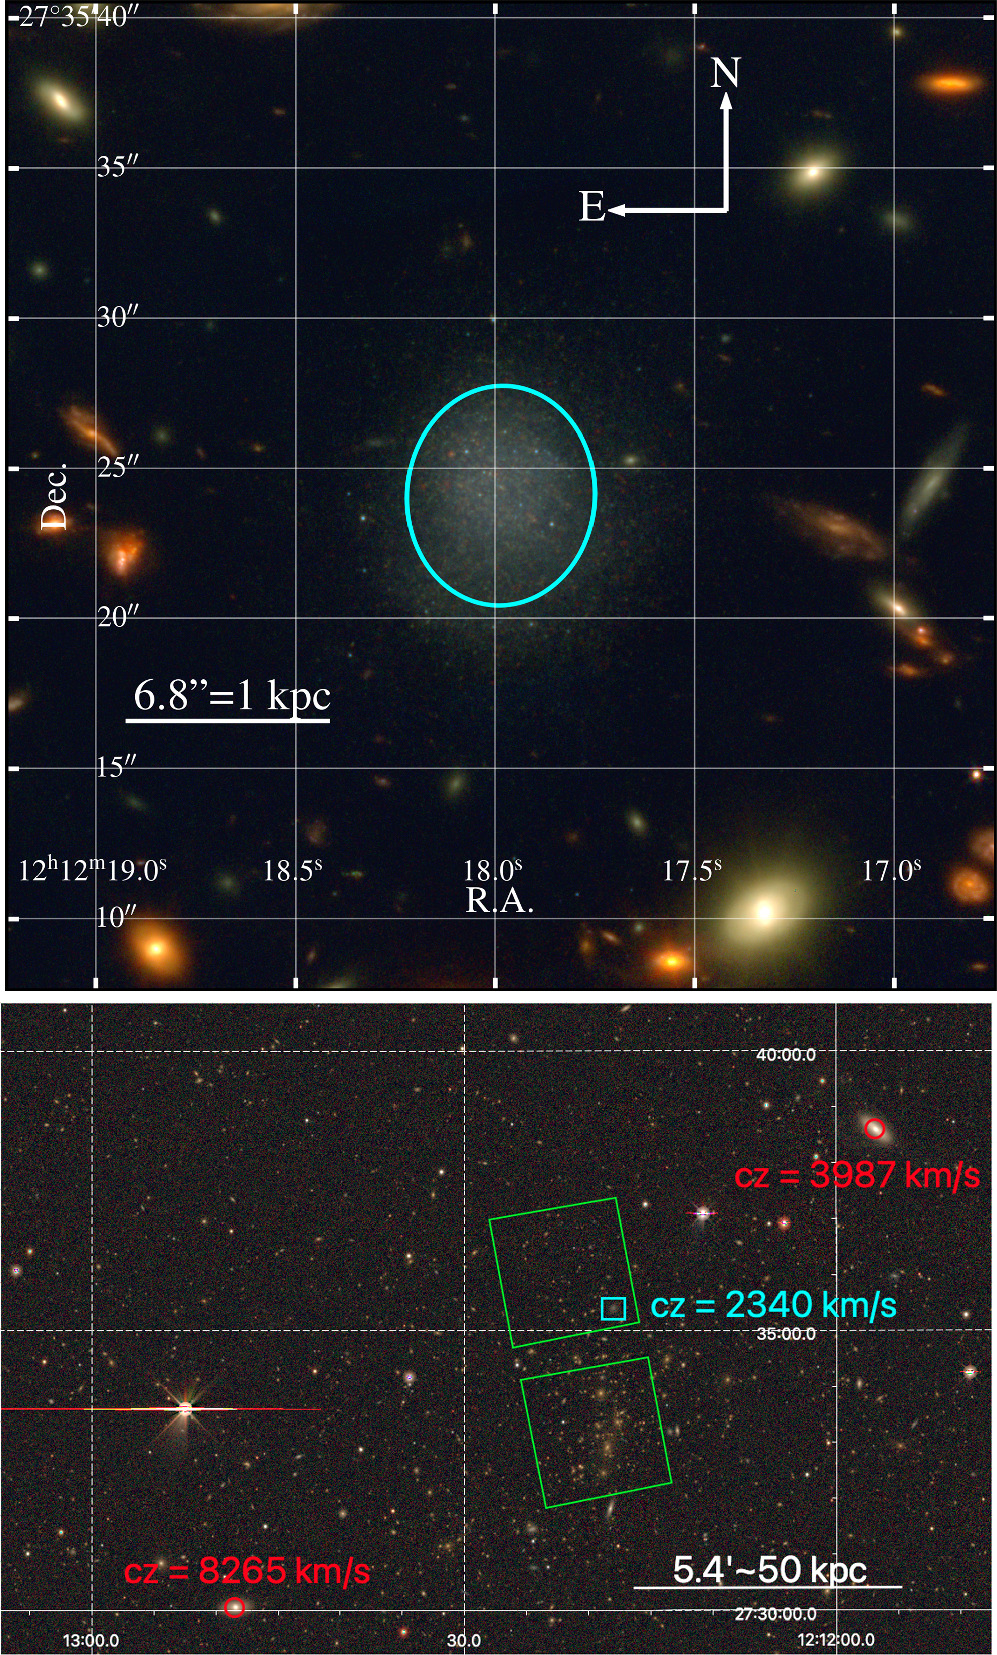 27°35′40″
N
35″
E
30″
25″
Dec.
20″
6.8”=1 kpc
15″
12ʰ12ᵐ19.0ˢ 18.5ˢ 18.0ˢ 17.5ˢ 17.0ˢ
R.A.
10″
40:00.0
cz = 3987 km/s
cz = 2340 km/s
35:00.0
cz = 8265 km/s
5.4'~50 kpc
27:30:00.0
13:00.0 30.0 12:12:00.0